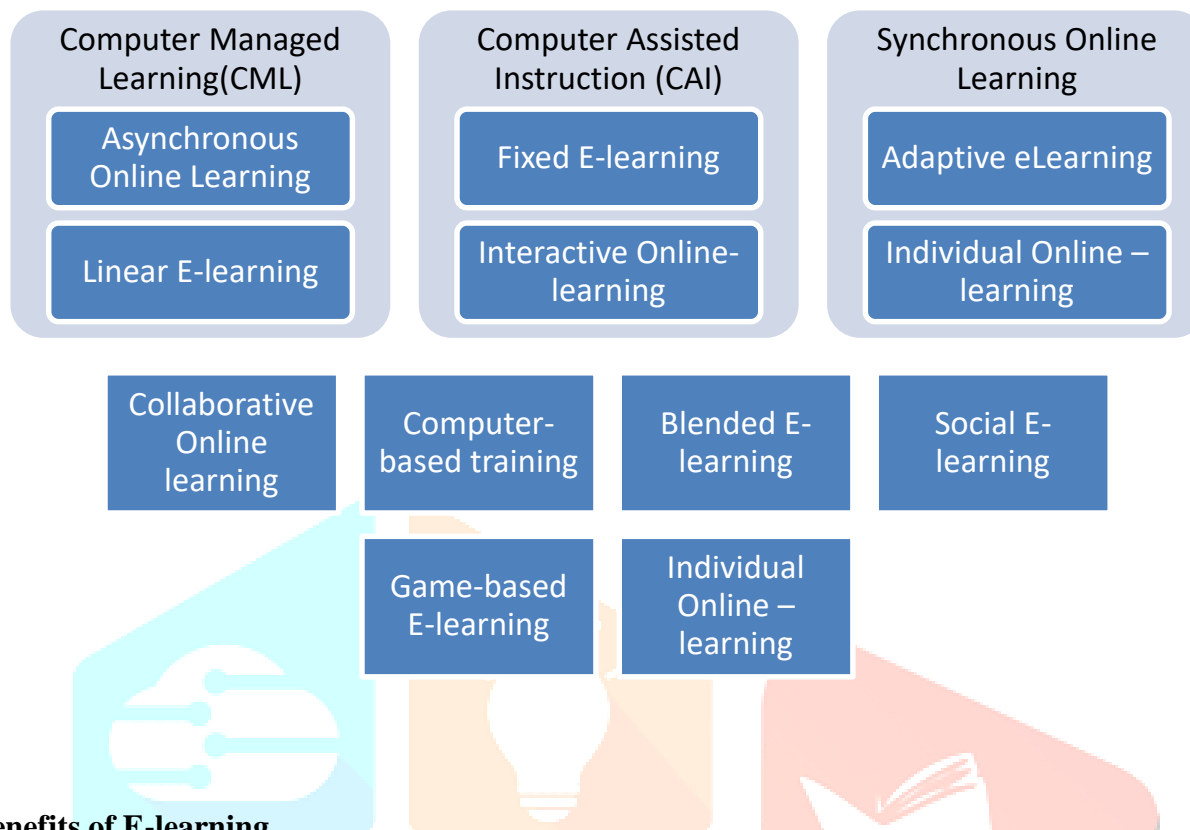 Computer Managed
Learning(CML)
Asynchronous
Online Learning
Linear E-learning
Computer Assisted
Instruction (CAI)
Fixed E-learning
Interactive Online-
learning
Synchronous Online
Learning
Adaptive eLearning
Individual Online –
learning
Collaborative
Online
learning
Computer-
based training
Blended E-
learning
Social E-
learning
Game-based
E-learning
Individual
Online –
learning
enefits of E-learning